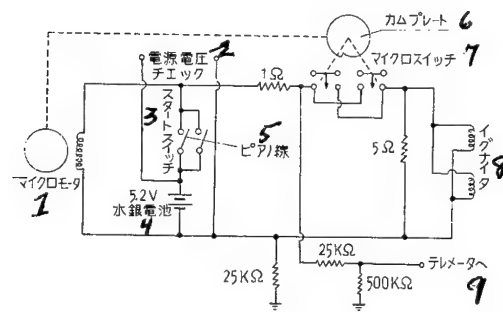 カムプレート 6
電源電圧 2
チェック
マイクロスイッチ 7
1Ω
3 スタートスイッチ
5
ピアノ線
5Ω
イグナイタ 8
マイクロモータ
1
5.2V
水銀電池
4
25KΩ
25KΩ
500KΩ
テレメータへ
9